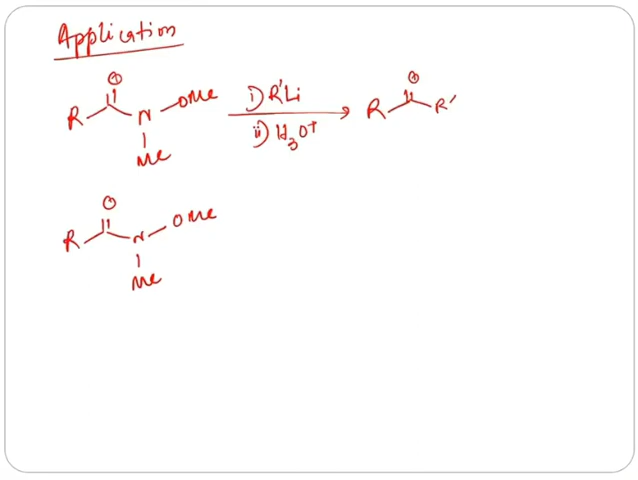 Application
O
R N OMe i) R'Li O
Me ii) H3O+ R R'
O
R N OMe
Me